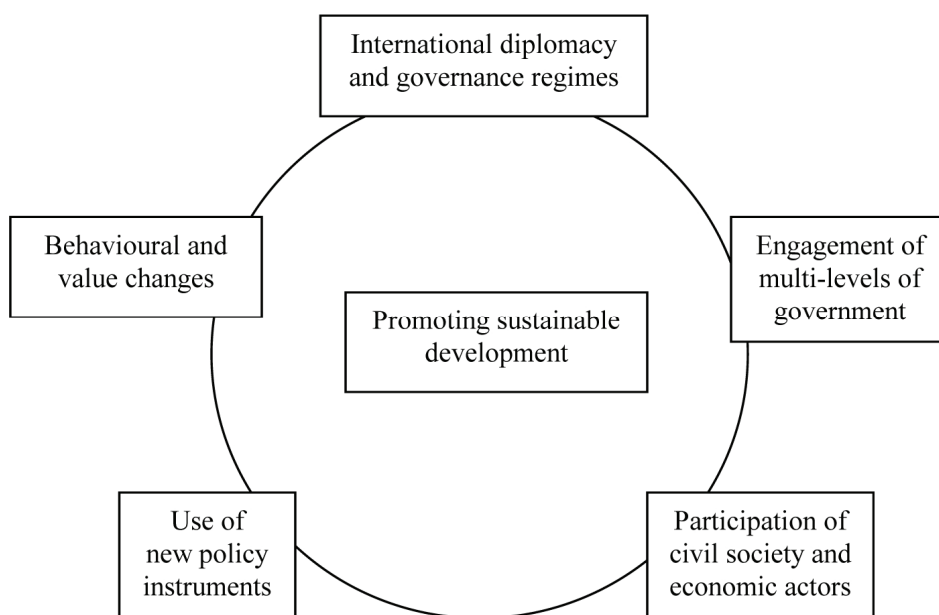 International diplomacy
and governance regimes
Behavioural and
value changes
Engagement of
multi-levels of
government
Promoting sustainable
development
Use of
new policy
instruments
Participation of
civil society and
economic actors